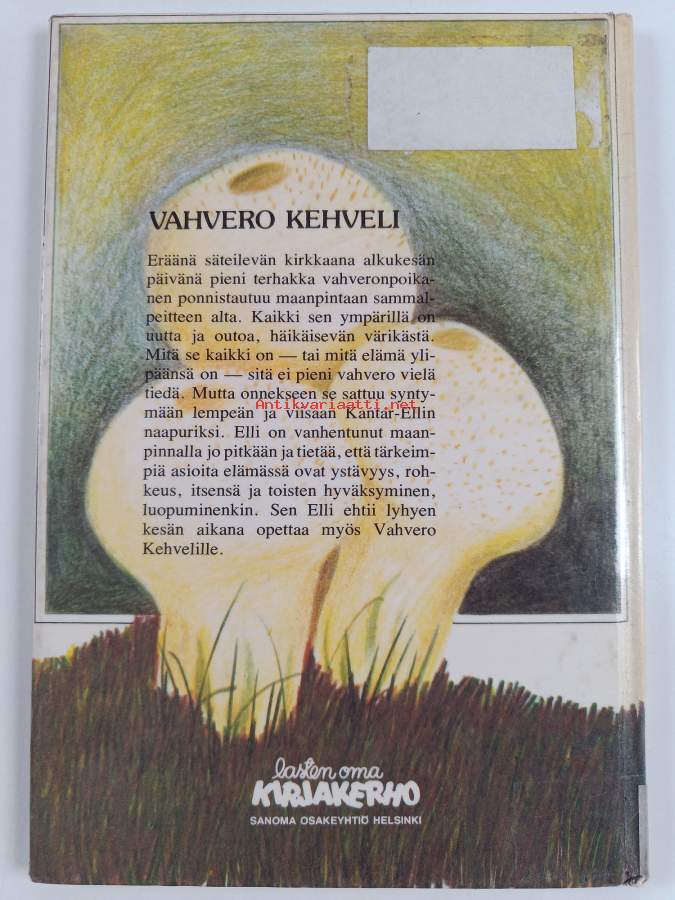 VAHVERO KEHVELI
Eräänä säteilevän kirkkaana alkukesän
päivänä pieni terhakka vahveronpoika-
nen ponnistautuu maanpintaan sammal-
peitteen alta. Kaikki sen ympärillä on
uutta ja outoa, häikäisevän värikästä.
Mitä se kaikki on — tai mitä elämä yli-
päänsä on — sitä ei pieni vahvero vielä
tiedä. Mutta onnekseen se sattuu synty-
Antikvariaatti.net
mään lempeän ja viisaan Kantar-Ellin
naapuriksi. Elli on vanhentunut maan-
pinnalla jo pitkään ja tietää, että tärkeim-
piä asioita elämässä ovat ystävyys, roh-
keus, itsensä ja toisten hyväksyminen,
luopuminenkin. Sen Elli ehtii lyhyen
kesän aikana opettaa myös Vahvero
Kehvelille.
lasten oma
KIRJAKERHO
SANOMA OSAKEYHTIÖ HELSINKI